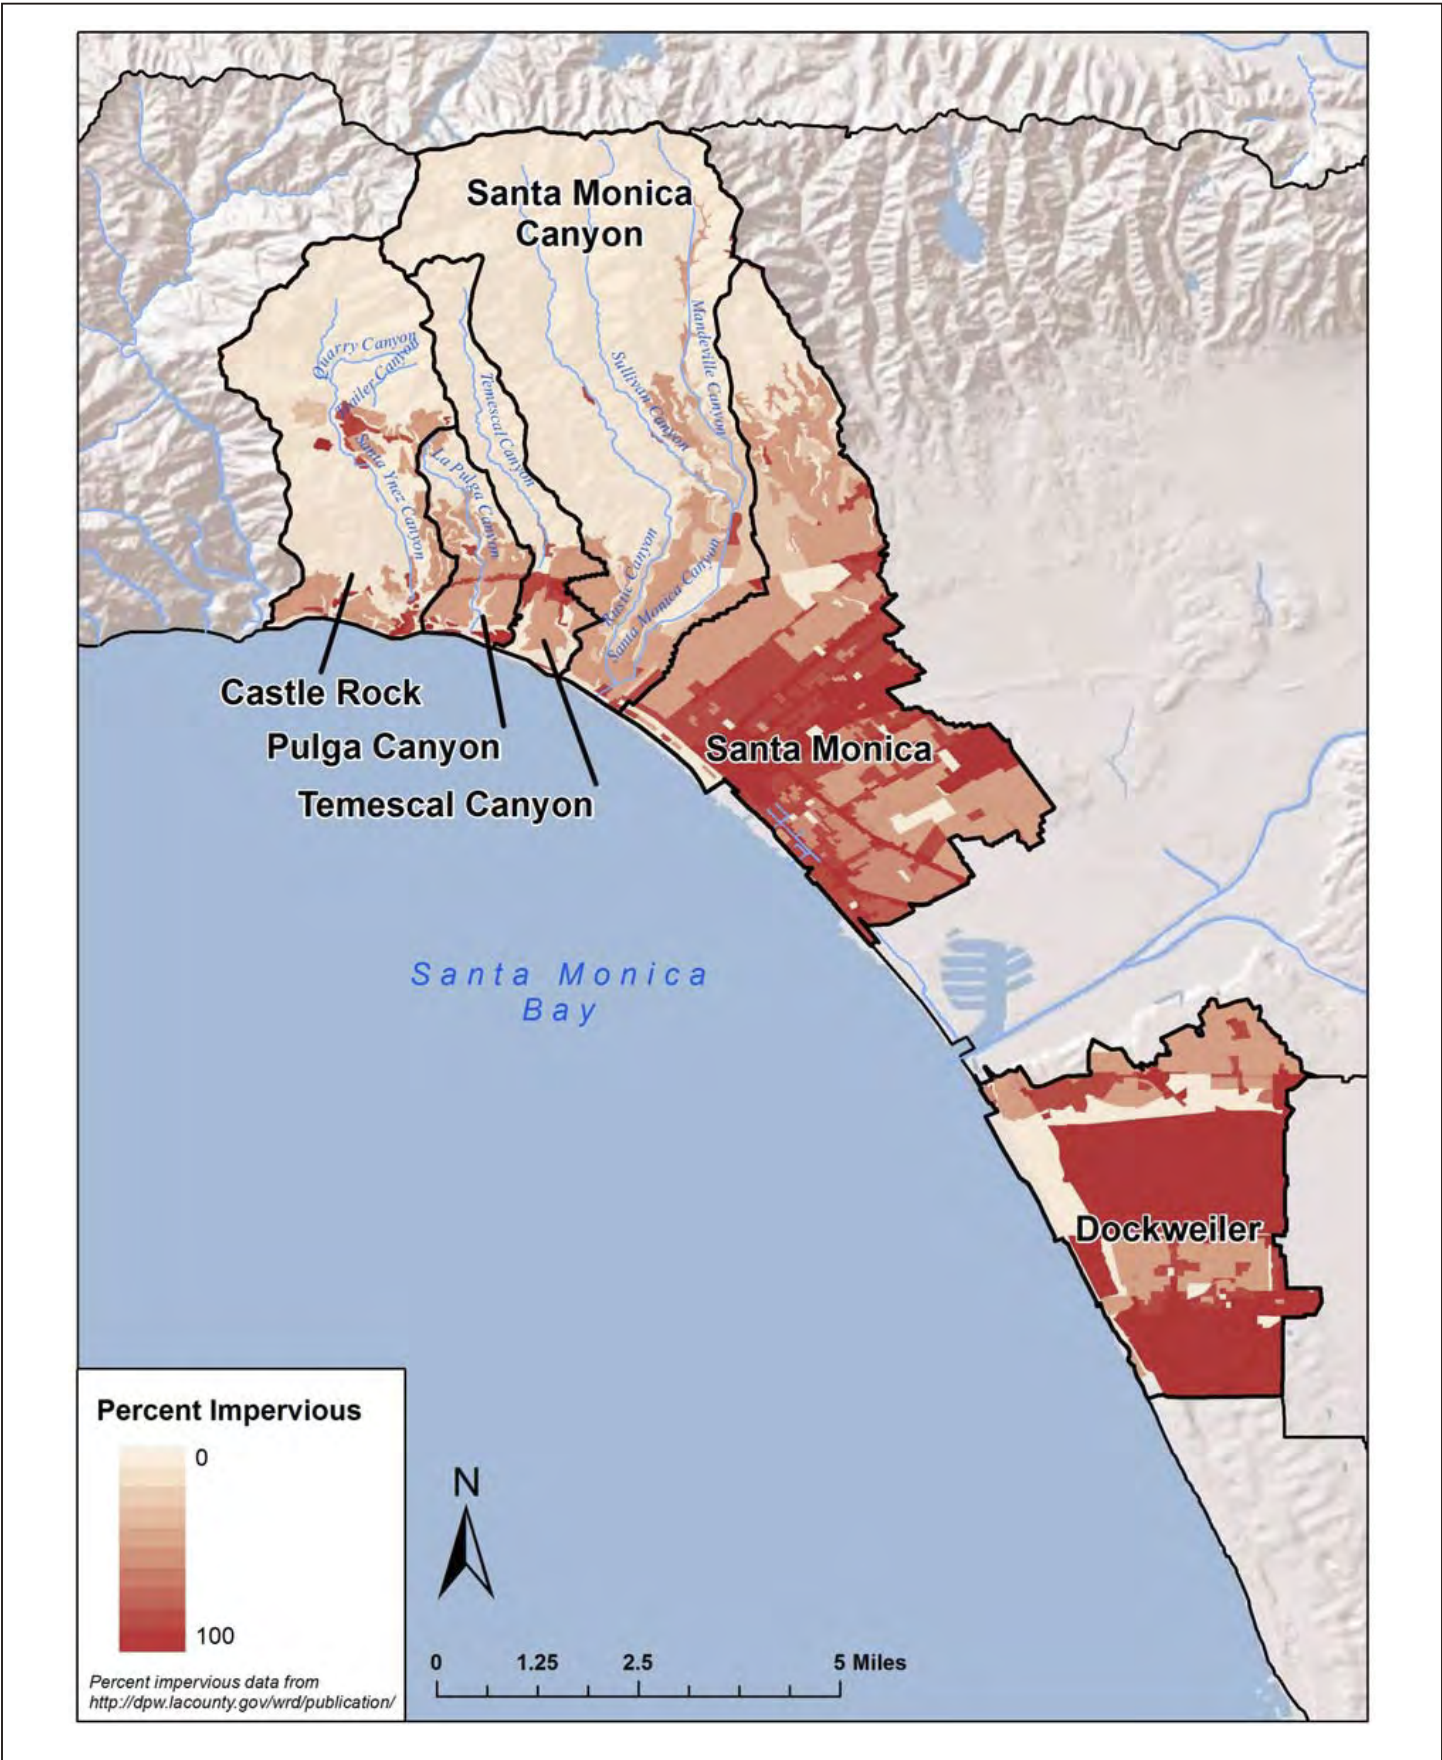 Santa Monica
Canyon
Quarry Canyon
Trailer Canyon
Santa Ynez Canyon
La Pulga Canyon
Temescal Canyon
Sullivan Canyon
Mandeville Canyon
Rustic Canyon
Santa Monica Canyon
Castle Rock
Pulga Canyon
Temescal Canyon
Santa Monica
Santa Monica
Bay
Dockweiler
Percent Impervious
0
100
Percent impervious data from
http://dpw.lacounty.gov/wrd/publication/
N
0 1.25 2.5 5 Miles